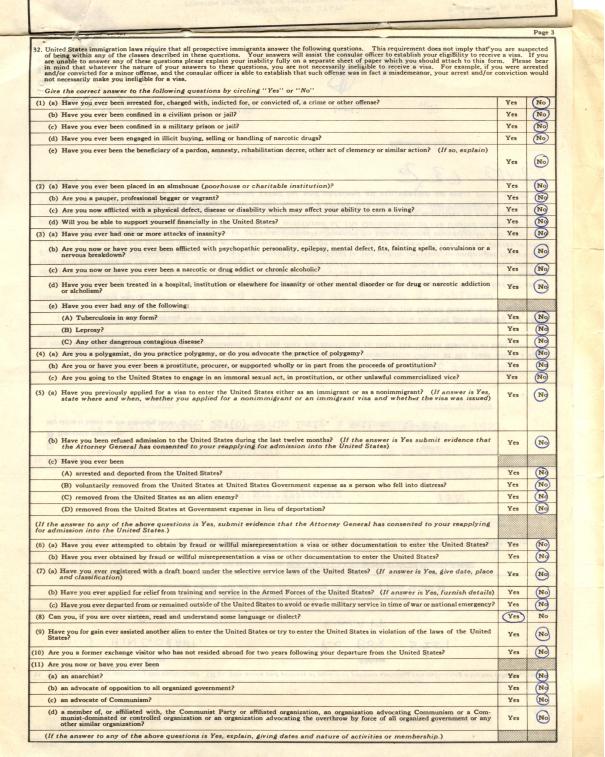 Page 3
32. United States immigration laws require that all prospective immigrants answer the following questions. This requirement does not imply that you are suspected
of being within any of the classes described in these questions. Your answers will assist the consular officer to establish your eligibility to receive a visa. If you
are unable to answer any of these questions please explain your inability fully on a separate sheet of paper which you should attach to this form. Please bear
in mind that whatever the nature of your answers to these questions, you are not necessarily ineligible to receive a visa. For example, if you were arrested
and/or convicted for a minor offense, and the consular officer is able to establish that such offense was in fact a misdemeanor, your arrest and/or conviction would
not necessarily make you ineligible for a visa.
Give the correct answer to the following questions by circling "Yes" or "No"
(1) (a) Have you ever been arrested for, charged with, indicted for, or convicted of, a crime or other offense? Yes No
(b) Have you ever been confined in a civilian prison or jail? Yes No
(c) Have you ever been confined in a military prison or jail? Yes No
(d) Have you ever been engaged in illicit buying, selling or handling of narcotic drugs? Yes No
(e) Have you ever been the beneficiary of a pardon, amnesty, rehabilitation decree, other act of clemency or similar action? (If so, explain)
Yes No
(2) (a) Have you ever been placed in an almshouse (poorhouse or charitable institution)? Yes No
(b) Are you a pauper, professional beggar or vagrant? Yes No
(c) Are you now afflicted with a physical defect, disease or disability which may affect your ability to earn a living? Yes No
(d) Will you be able to support yourself financially in the United States? Yes No
(3) (a) Have you ever had one or more attacks of insanity? Yes No
(b) Are you now or have you ever been afflicted with psychopathic personality, epilepsy, mental defect, fits, fainting spells, convulsions or a
nervous breakdown? Yes No
(c) Are you now or have you ever been a narcotic or drug addict or chronic alcoholic? Yes No
(d) Have you ever been treated in a hospital, institution or elsewhere for insanity or other mental disorder or for drug or narcotic addiction
or alcholism? Yes No
(e) Have you ever had any of the following:
(A) Tuberculosis in any form? Yes No
(B) Leprosy? Yes No
(C) Any other dangerous contagious disease? Yes No
(4) (a) Are you a polygamist, do you practice polygamy, or do you advocate the practice of polygamy? Yes No
(b) Are you or have you ever been a prostitute, procurer, or supported wholly or in part from the proceeds of prostitution? Yes No
(c) Are you going to the United States to engage in an immoral sexual act, in prostitution, or other unlawful commercialized vice? Yes No
(5) (a) Have you previously applied for a visa to enter the United States either as an immigrant or as a nonimmigrant? (If answer is Yes,
state where and when, whether you applied for a nonimmigrant or an immigrant visa and whether the visa was issued) Yes No
(b) Have you been refused admission to the United States during the last twelve months? (If the answer is Yes submit evidence that
the Attorney General has consented to your reapplying for admission into the United States) Yes No
(c) Have you ever been
(A) arrested and deported from the United States? Yes No
(B) voluntarily removed from the United States at United States Government expense as a person who fell into distress? Yes No
(C) removed from the United States as an alien enemy? Yes No
(D) removed from the United States at Government expense in lieu of deportation? Yes No
(If the answer to any of the above questions is Yes, submit evidence that the Attorney General has consented to your reapplying
for admission into the United States.)
(6) (a) Have you ever attempted to obtain by fraud or willful misrepresentation a visa or other documentation to enter the United States? Yes No
(b) Have you ever obtained by fraud or willful misrepresentation a visa or other documentation to enter the United States? Yes No
(7) (a) Have you ever registered with a draft board under the selective service laws of the United States? (If answer is Yes, give date, place
and classification) Yes No
(b) Have you ever applied for relief from training and service in the Armed Forces of the United States? (If answer is Yes, furnish details) Yes No
(c) Have you ever departed from or remained outside of the United States to avoid or evade military service in time of war or national emergency? Yes No
(8) Can you, if you are over sixteen, read and understand some language or dialect? Yes No
(9) Have you for gain ever assisted another alien to enter the United States or try to enter the United States in violation of the laws of the United
States? Yes No
(10) Are you a former exchange visitor who has not resided abroad for two years following your departure from the United States? Yes No
(11) Are you now or have you ever been
(a) an anarchist? Yes No
(b) an advocate of opposition to all organized government? Yes No
(c) an advocate of Communism? Yes No
(d) a member of, or affiliated with, the Communist Party or affiliated organization, an organization advocating Communism or a Com-
munist-dominated or controlled organization or an organization advocating the overthrow by force of all organized government or any
other similar organization? Yes No
(If the answer to any of the above questions is Yes, explain, giving dates and nature of activities or membership.)